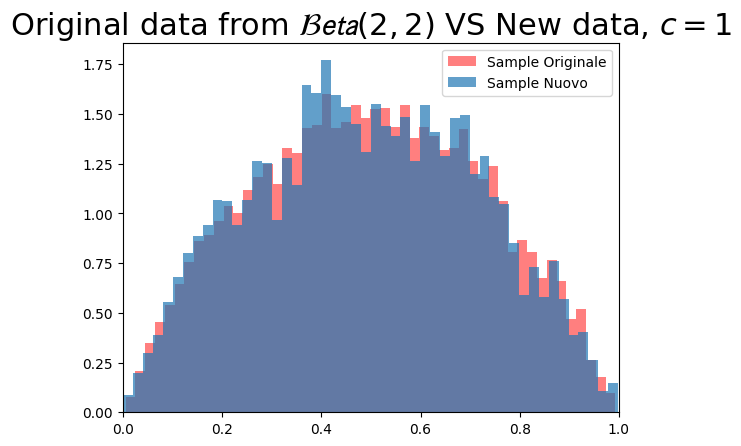 Original data from 𝓑eta(2, 2) VS New data, c = 1
Sample Originale
Sample Nuovo
1.75
1.50
1.25
1.00
0.75
0.50
0.25
0.00
0.0 0.2 0.4 0.6 0.8 1.0